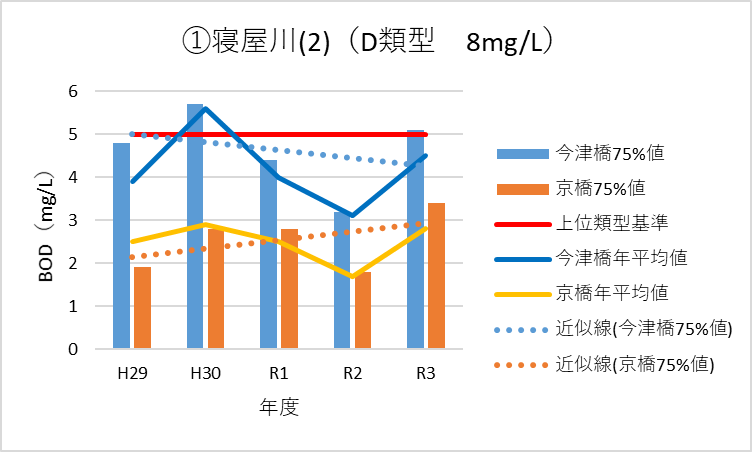 ①寝屋川(2)（D類型　8mg/L）
6
5
4
3
2
1
0
BOD（mg/L）
H29 H30 R1 R2 R3
年度
今津橋75%値
京橋75%値
上位類型基準
今津橋年平均値
京橋年平均値
近似線(今津橋75%値)
近似線(京橋75%値)